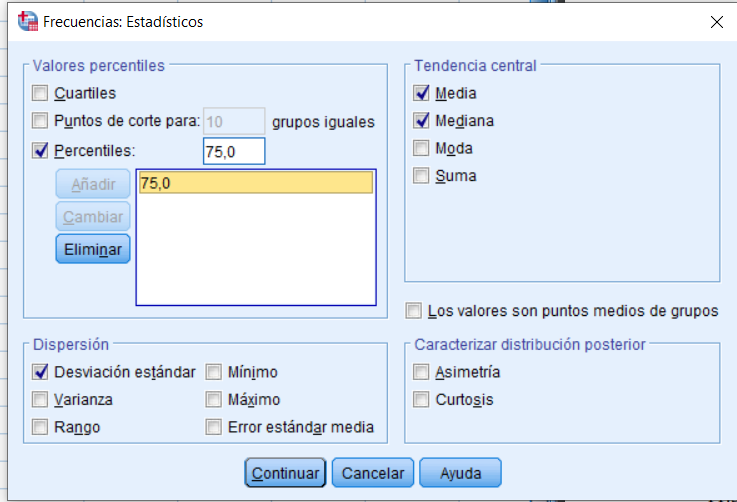 Frecuencias: Estadísticos
Valores percentiles
Cuartiles
Puntos de corte para: 10 grupos iguales
Percentiles: 75,0
Añadir
75,0
Cambiar
Eliminar
Tendencia central
Media
Mediana
Moda
Suma
Los valores son puntos medios de grupos
Dispersión
Desviación estándar Mínimo
Varianza Máximo
Rango Error estándar media
Caracterizar distribución posterior
Asimetría
Curtosis
Continuar Cancelar Ayuda